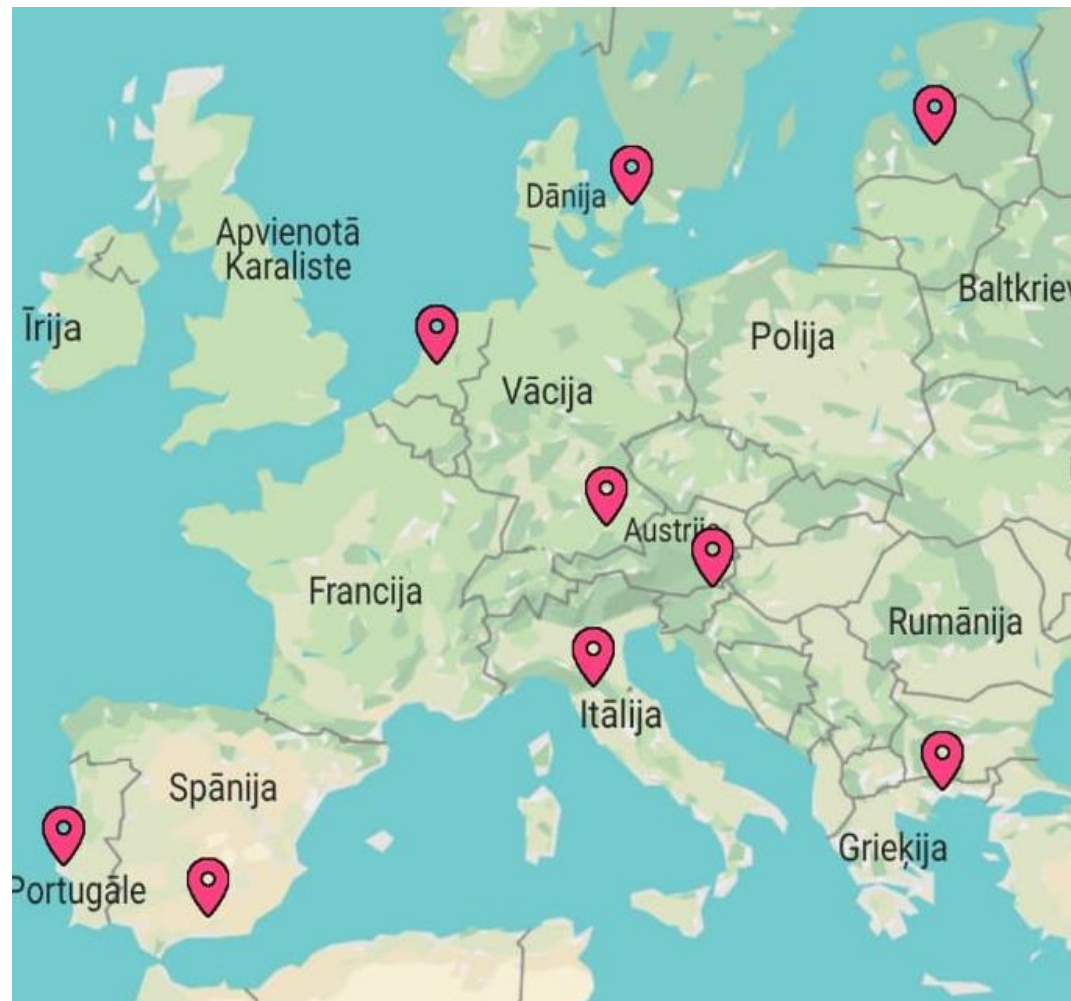 Dānija
Apvienotā
Karaliste
Īrija
Baltkriev
Polija
Vācija
Austrija
Francija
Rumānija
Itālija
Spānija
Grieķija
Portugāle